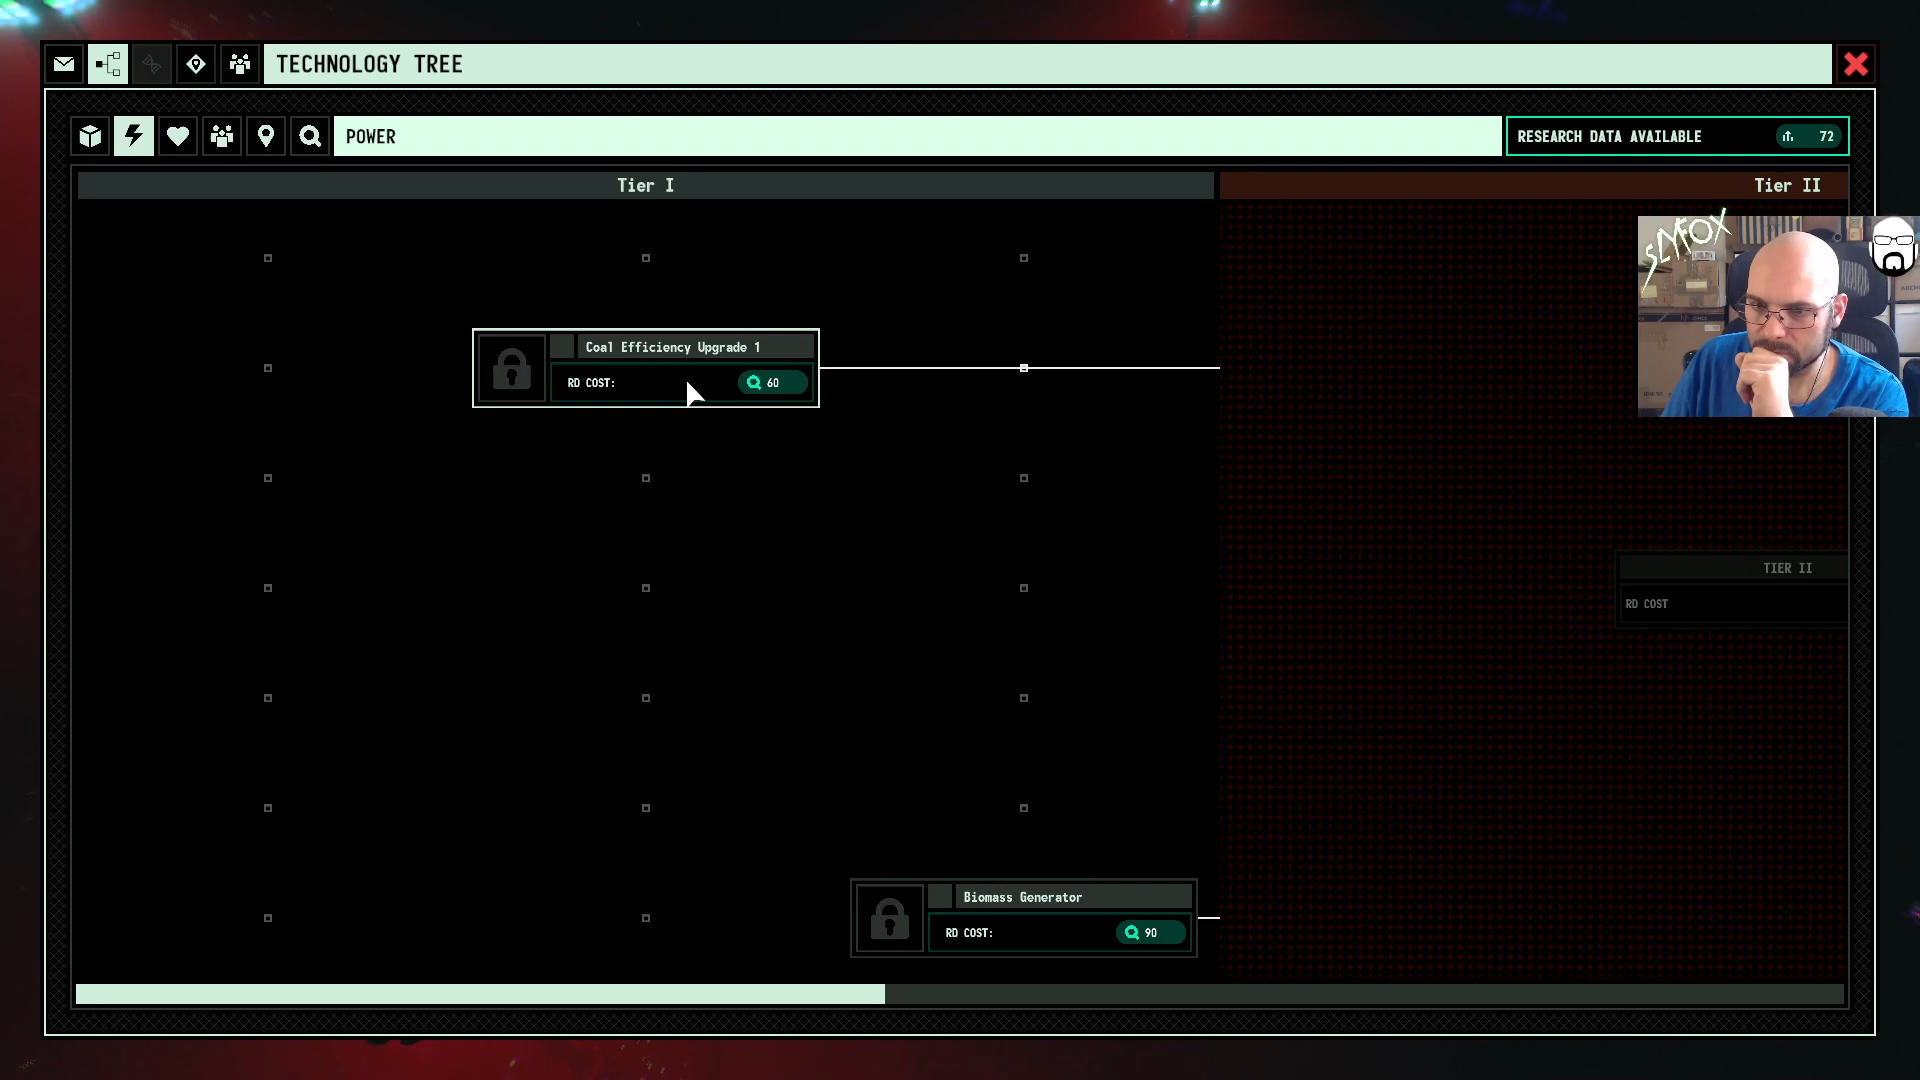 TECHNOLOGY TREE
POWER
RESEARCH DATA AVAILABLE 72
Tier I
Tier II
SLMFOX
Coal Efficiency Upgrade 1
RD COST: 60
TIER II
RD COST
Biomass Generator
RD COST: 90